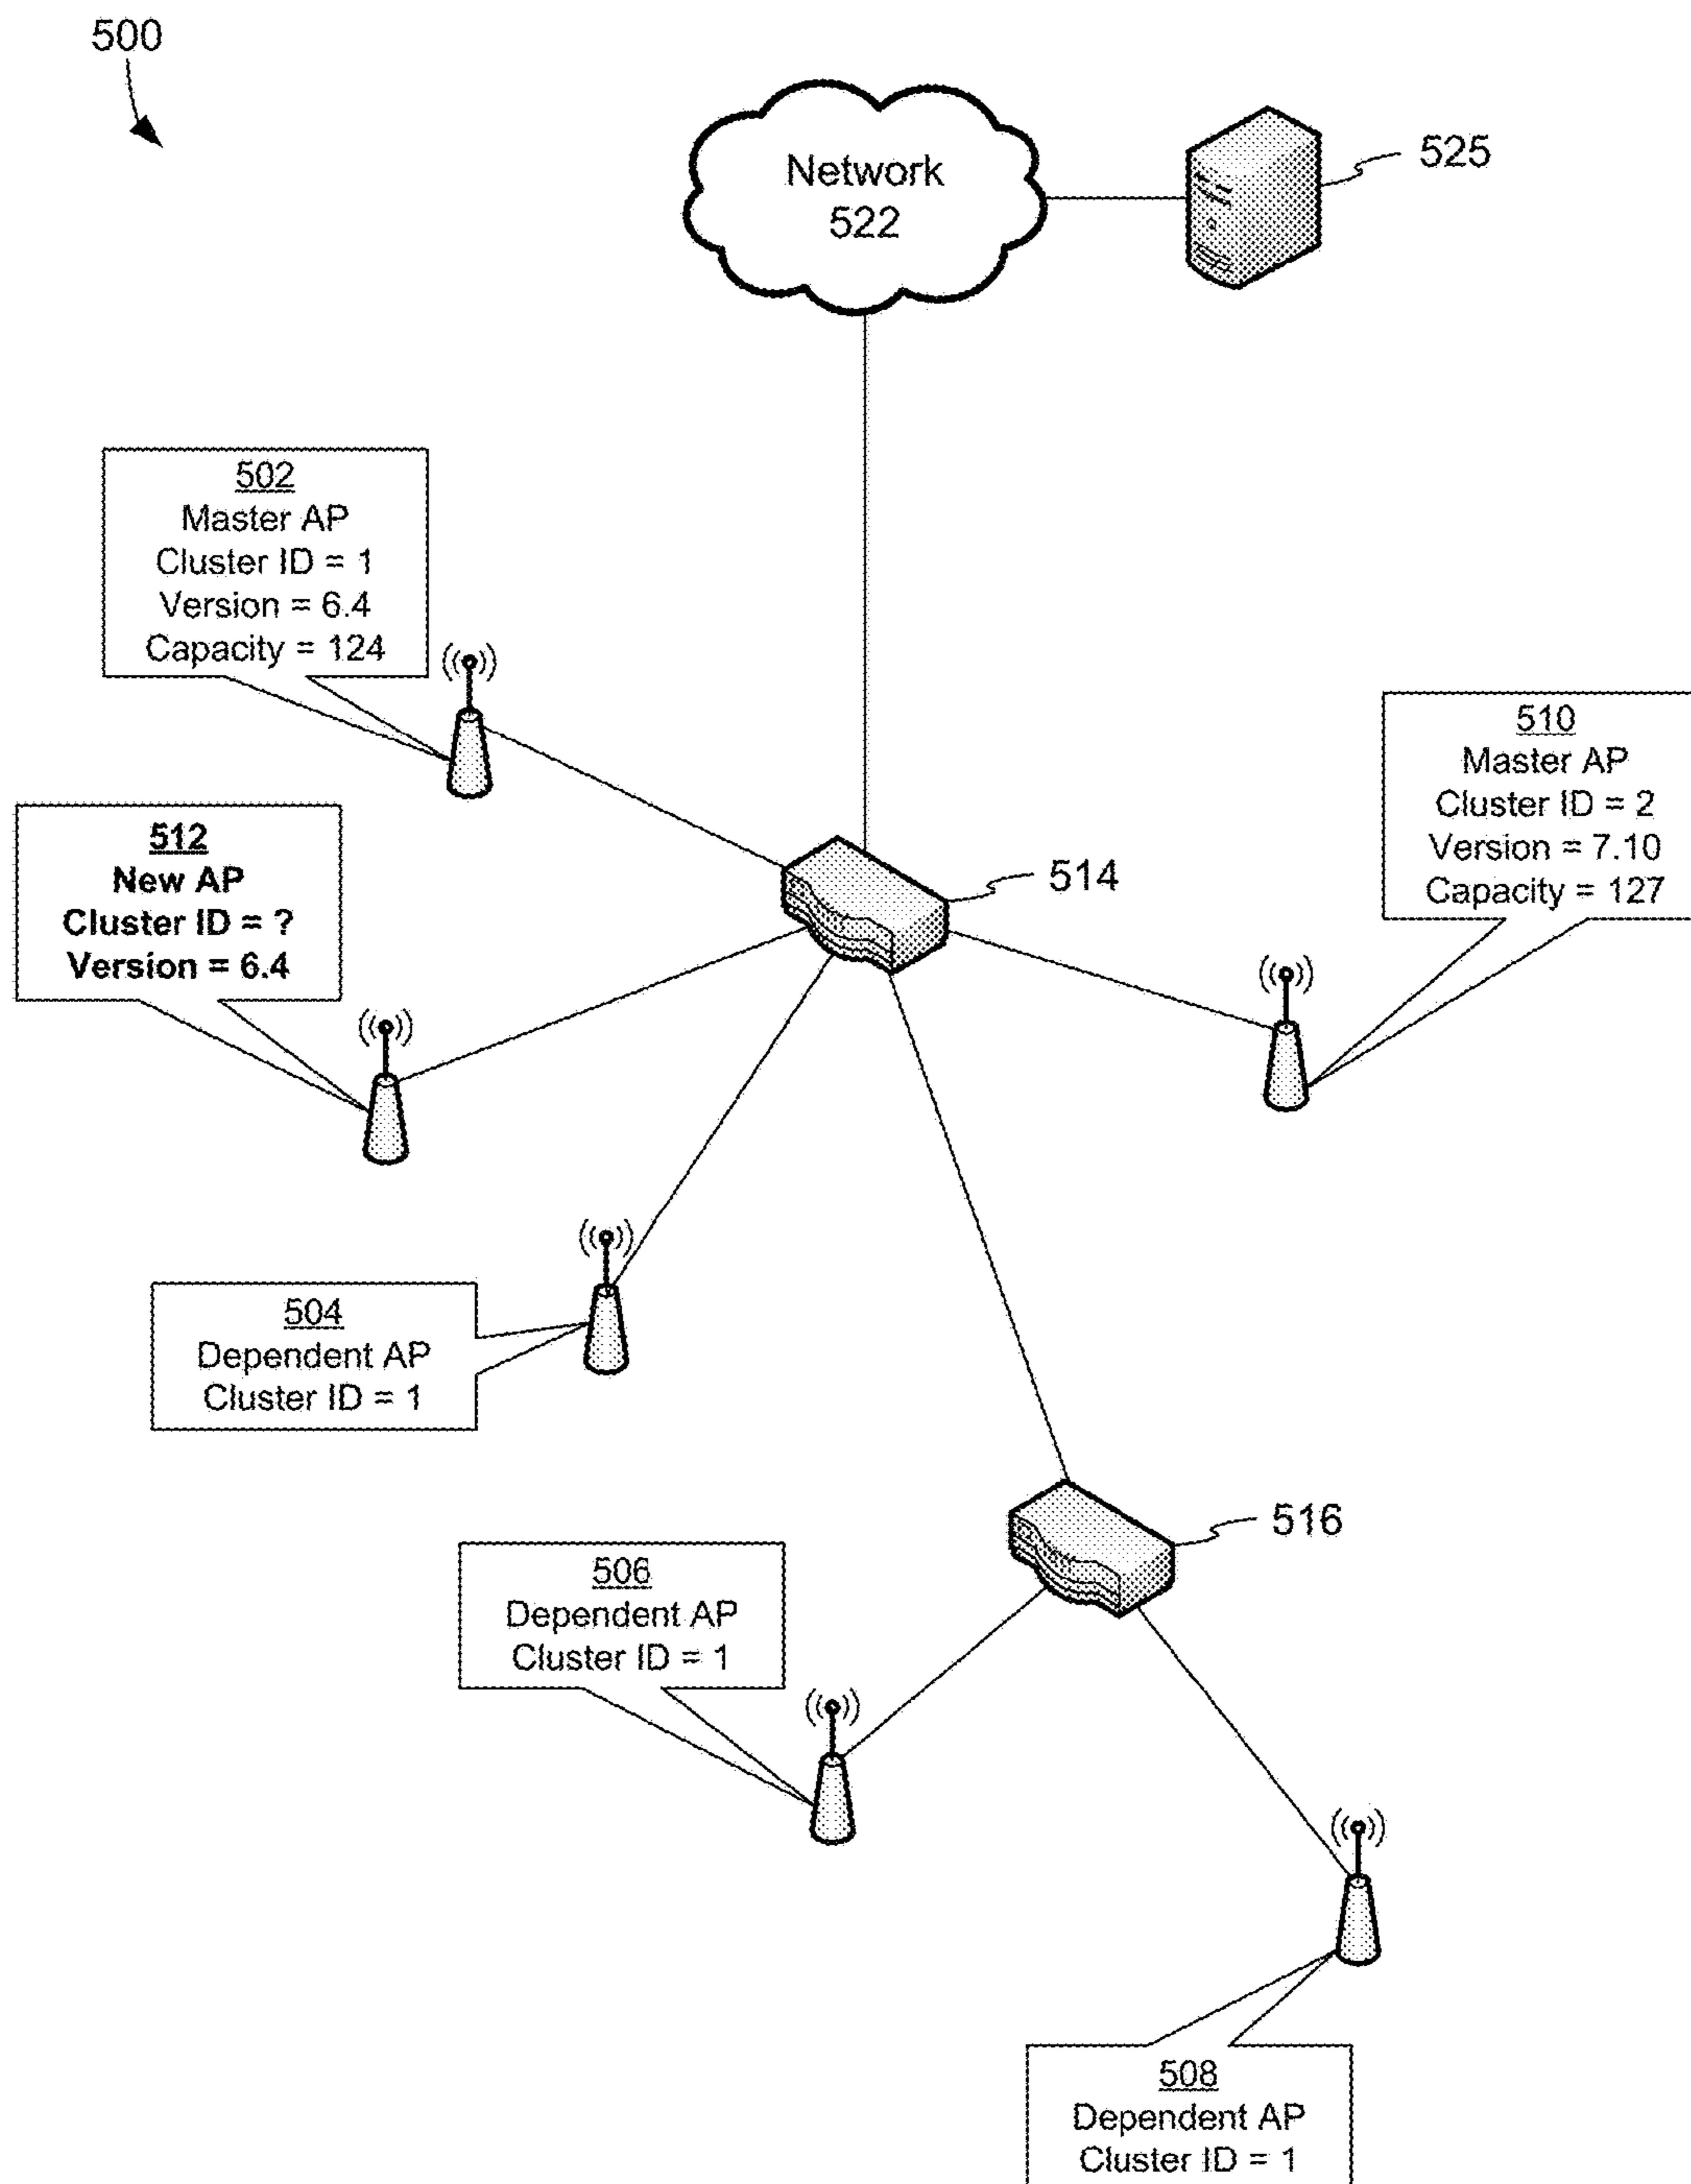 500
Network
522
525
502
Master AP
Cluster ID = 1
Version = 6.4
Capacity = 124
510
Master AP
Cluster ID = 2
Version = 7.10
Capacity = 127
512
New AP
Cluster ID = ?
Version = 6.4
514
504
Dependent AP
Cluster ID = 1
516
506
Dependent AP
Cluster ID = 1
508
Dependent AP
Cluster ID = 1